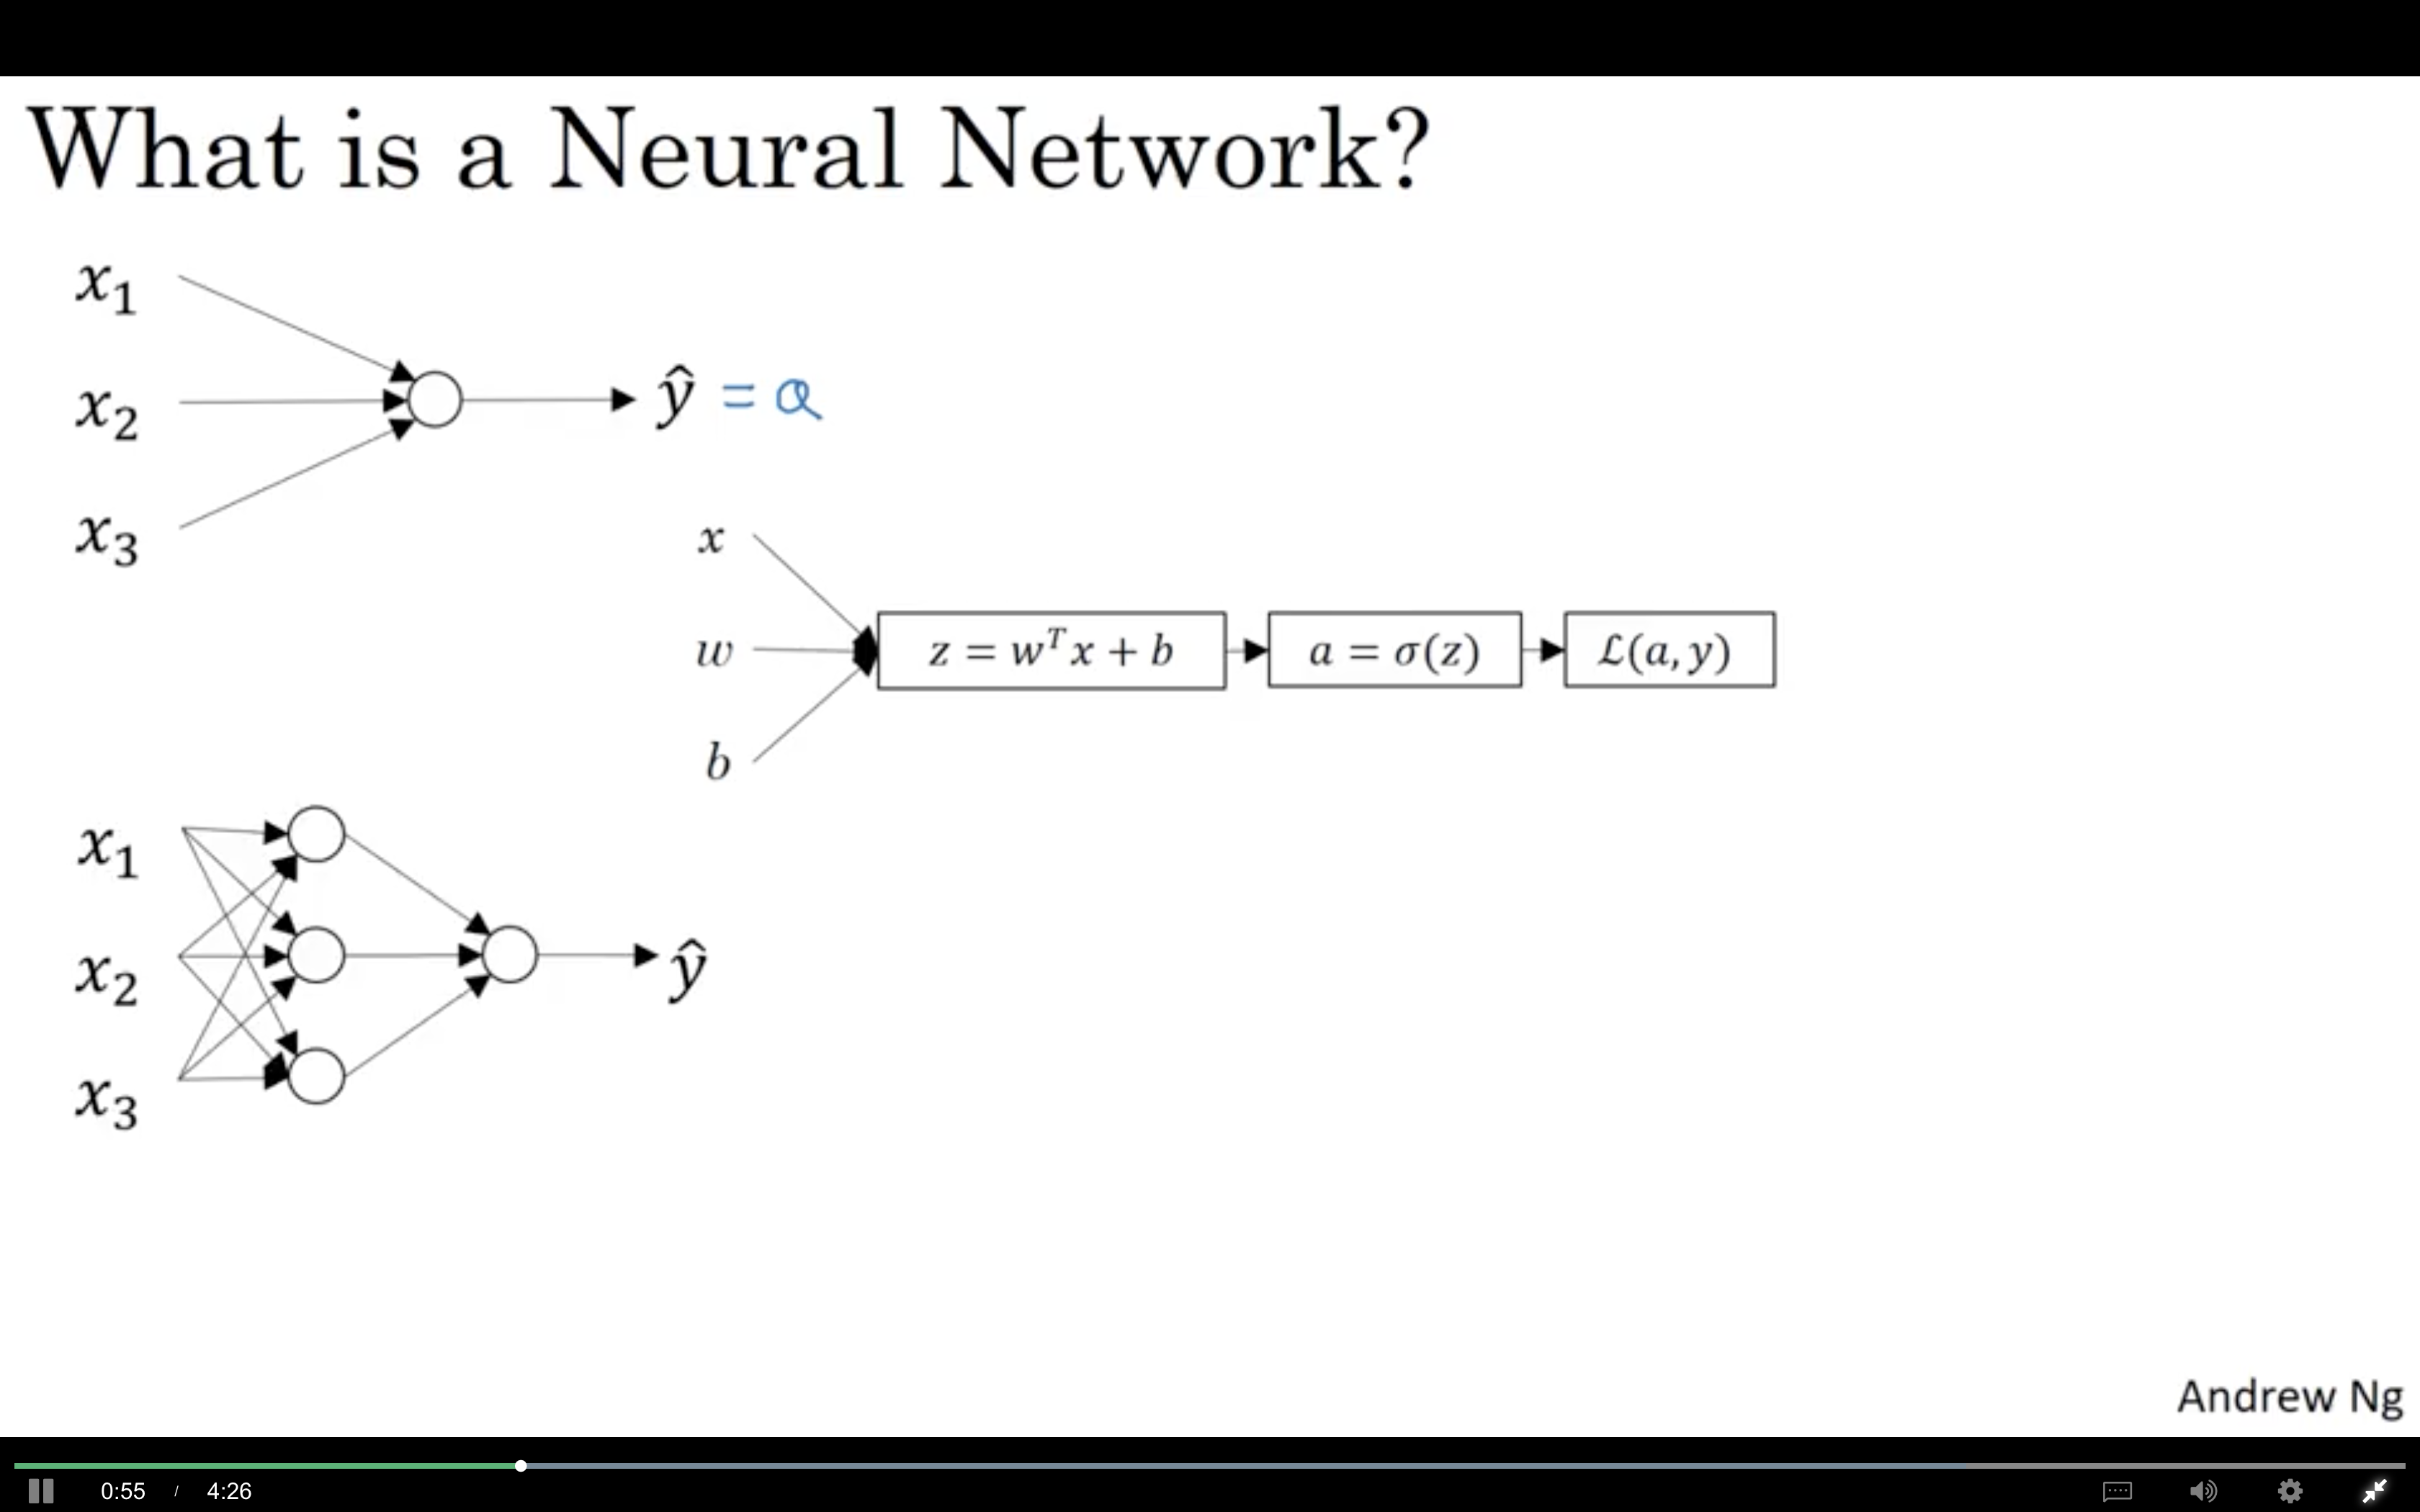 What is a Neural Network?
x₁
x₂
x₃
ŷ = a
x
w
b
z = wᵀx + b
a = σ(z)
ℒ(a, y)
x₁
x₂
x₃
ŷ
Andrew Ng
0:55 / 4:26